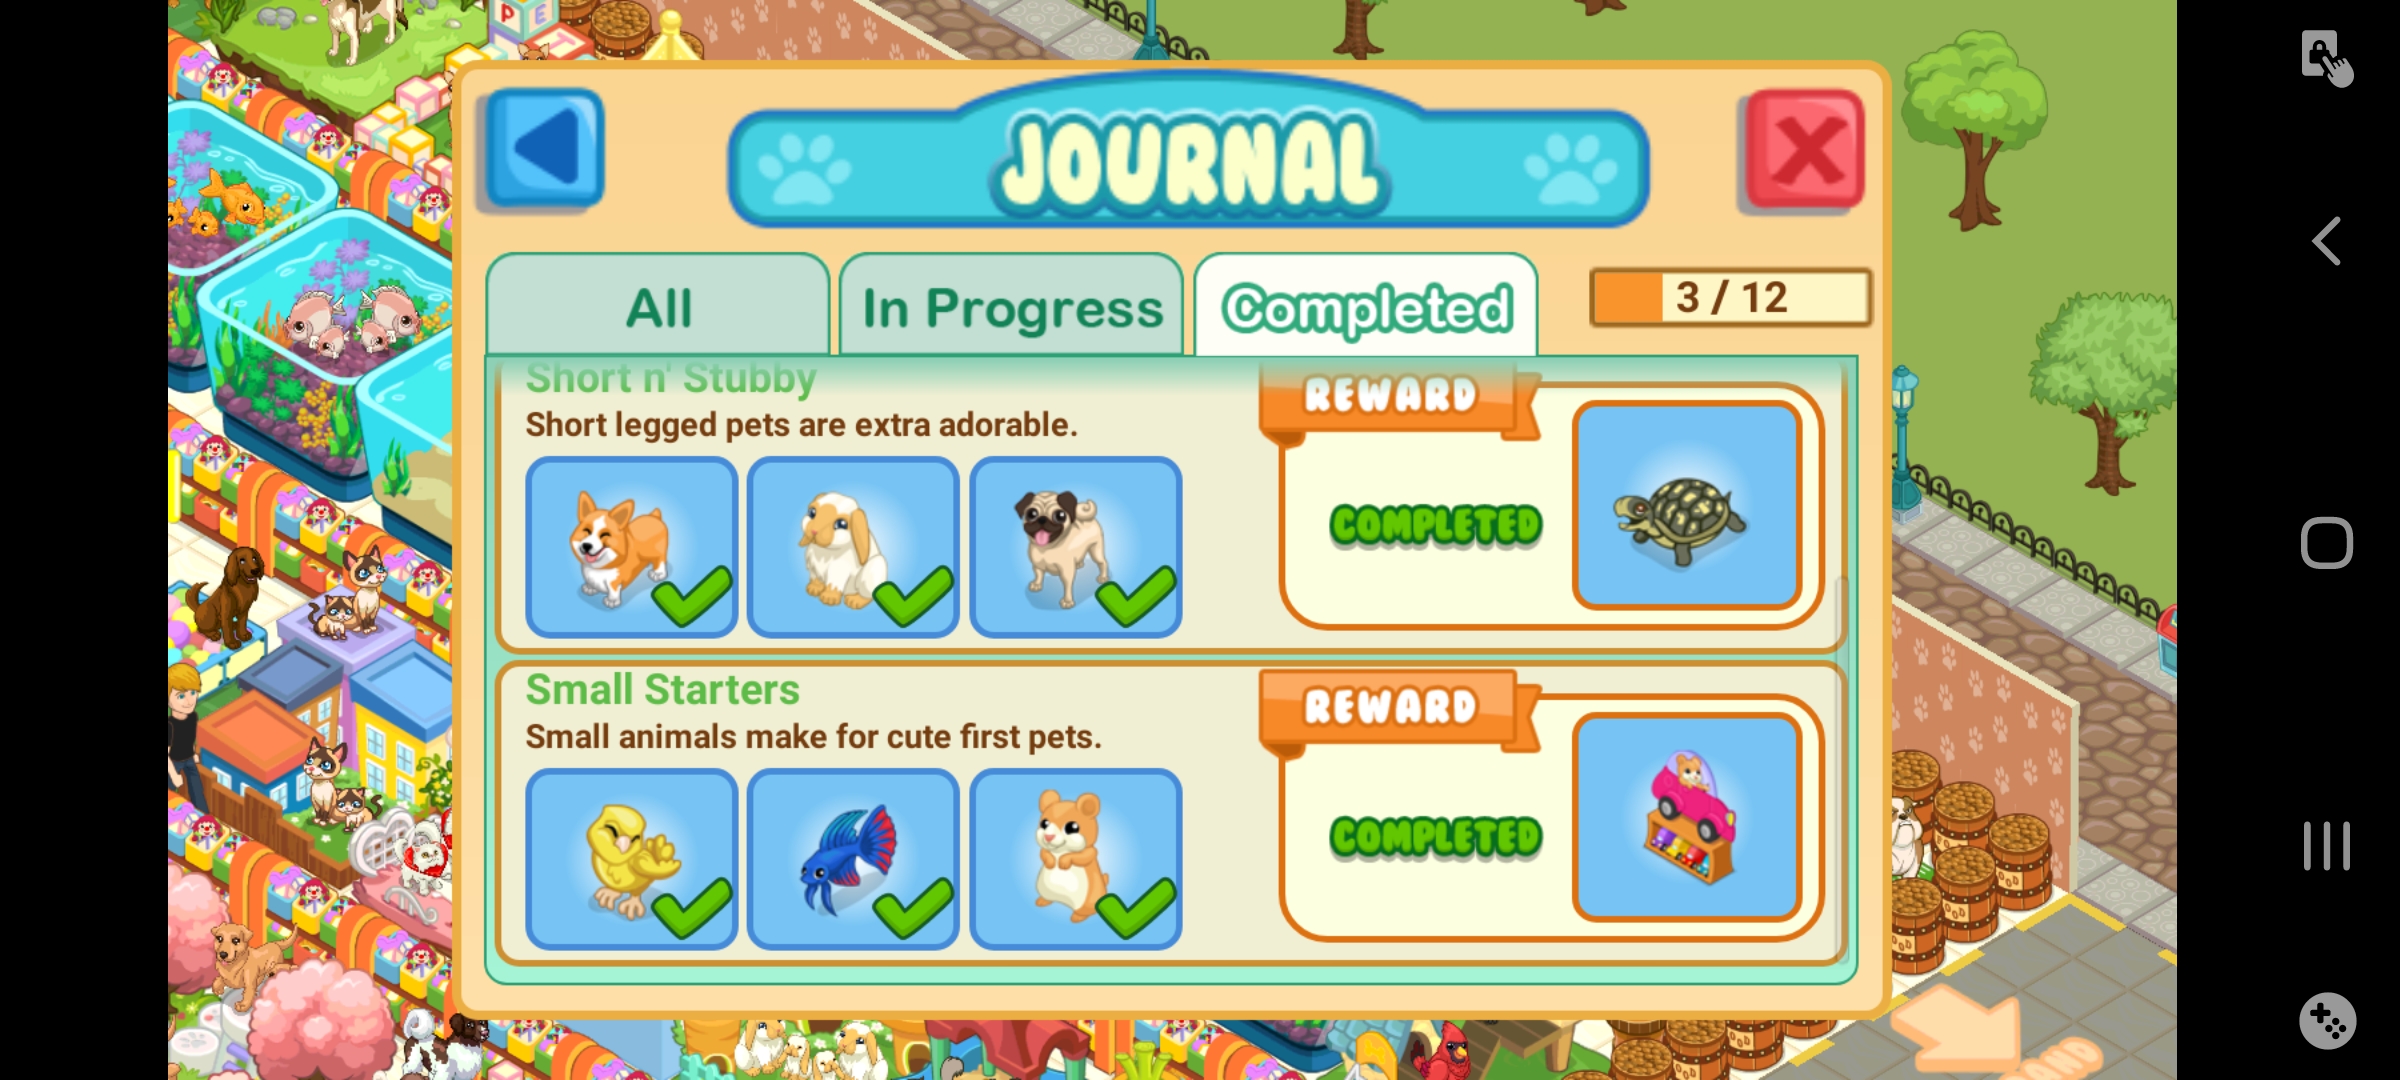 JOURNAL
All
In Progress
Completed
3 / 12
Short n' Stubby
Short legged pets are extra adorable.
REWARD
COMPLETED
Small Starters
Small animals make for cute first pets.
REWARD
COMPLETED